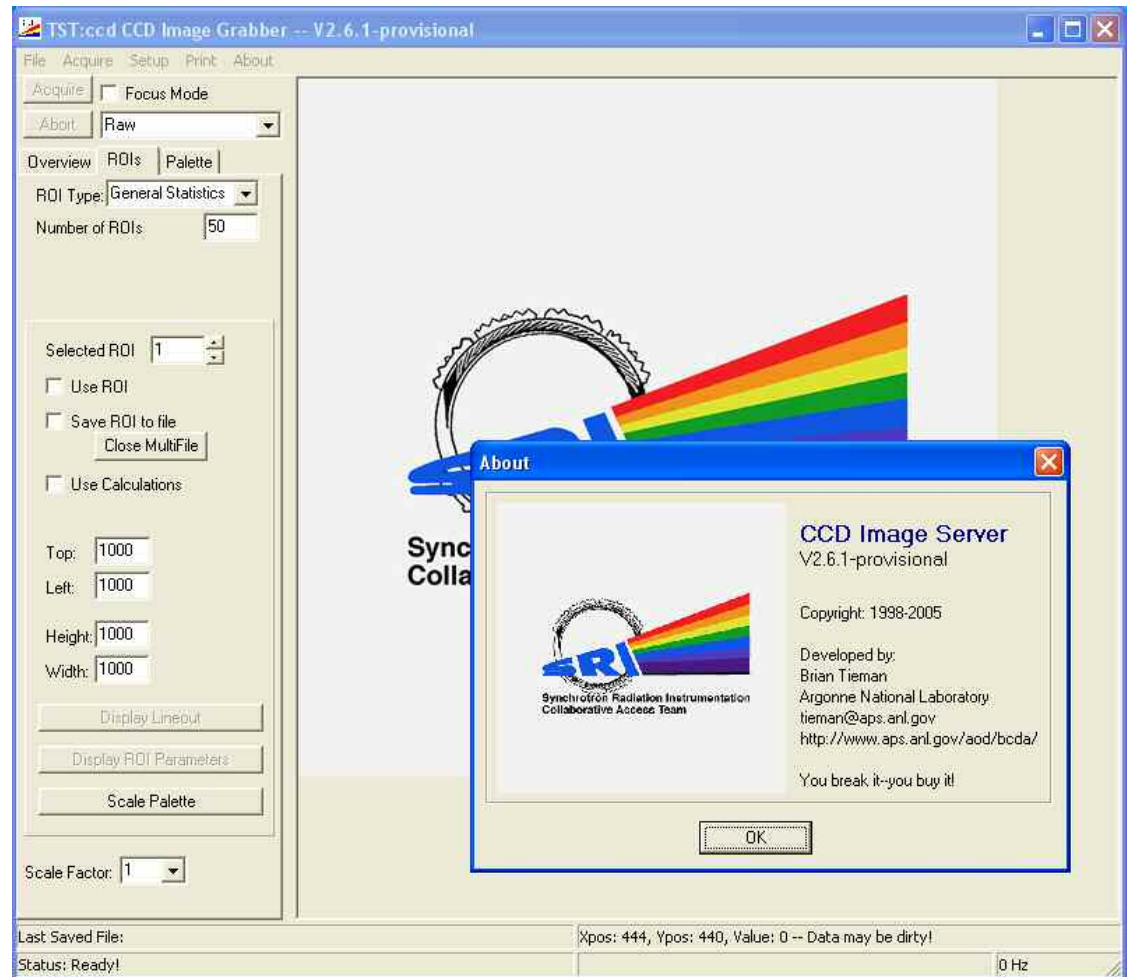 TST:ccd CCD Image Grabber -- V2.6.1-provisional
File Acquire Setup Print About
Acquire Focus Mode
Abort Raw
Overview ROIs Palette
ROI Type: General Statistics
Number of ROIs 50
Selected ROI 1
Use ROI
Save ROI to file
Close MultiFile
Use Calculations
Top: 1000
Left: 1000
Height: 1000
Width: 1000
Display Lineout
Display ROI Parameters
Scale Palette
Scale Factor: 1
SRI
Sync
Colla
About
SRI
Synchrotron Radiation Instrumentation
Collaborative Access Team
CCD Image Server
V2.6.1-provisional
Copyright: 1998-2005
Developed by:
Brian Tieman
Argonne National Laboratory
tieman@aps.anl.gov
http://www.aps.anl.gov/aod/bcda/
You break it--you buy it!
OK
Last Saved File:
Xpos: 444, Ypos: 440, Value: 0 -- Data may be dirty!
Status: Ready!
0 Hz